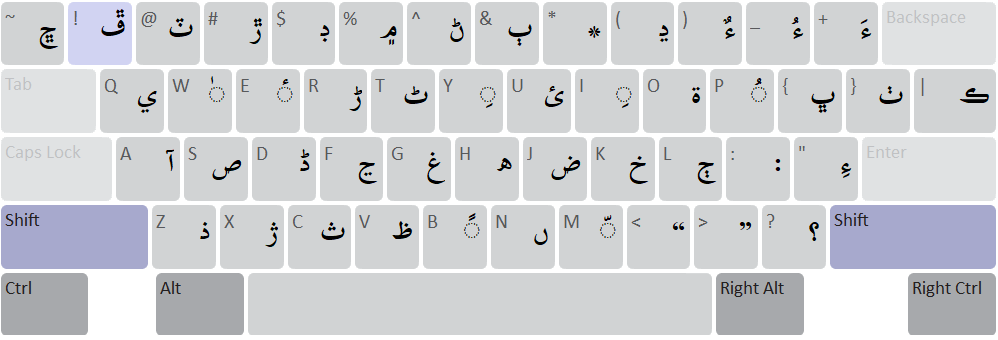 ~ ڇ ! ڦ @ ٽ # ڙ $ ڊ % ۾ ^ ڻ & ٻ * * ( ڍ ) ءٌ _ ءُ + ءَ Backspace
Tab Q ي W ◌ٰ E ◌ٔ R ڑ T ٹ Y ◌ِ U ئ I ◌ِ O ة P ◌ُ { ڀ } ٺ | ڪ
Caps Lock A آ S ص D ڈ F ڃ G غ H ھ J ض K خ L ڄ : : " ءِ Enter
Shift Z ذ X ژ C ث V ظ B ◌ً N ں M ◌ّ < “ > ” ? ؟ Shift
Ctrl Alt Right Alt Right Ctrl